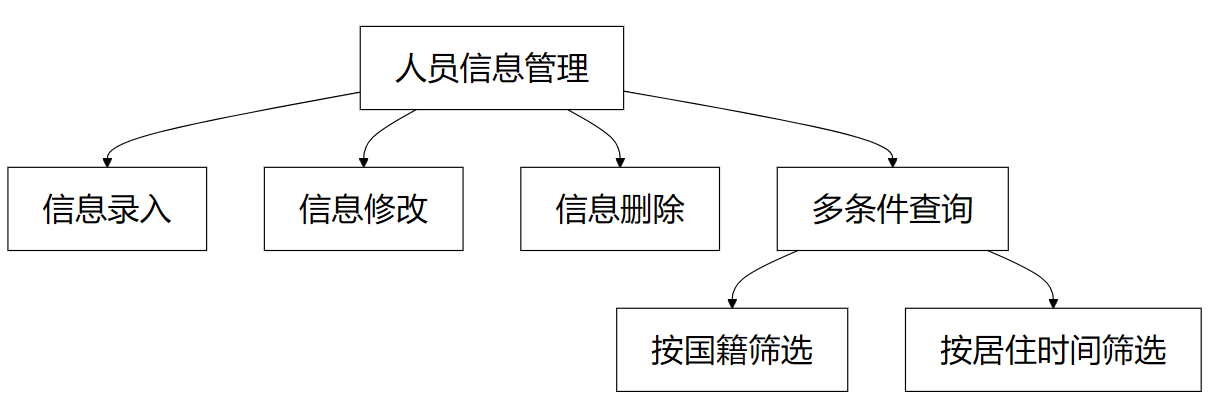 人员信息管理
信息录入
信息修改
信息删除
多条件查询
按国籍筛选
按居住时间筛选